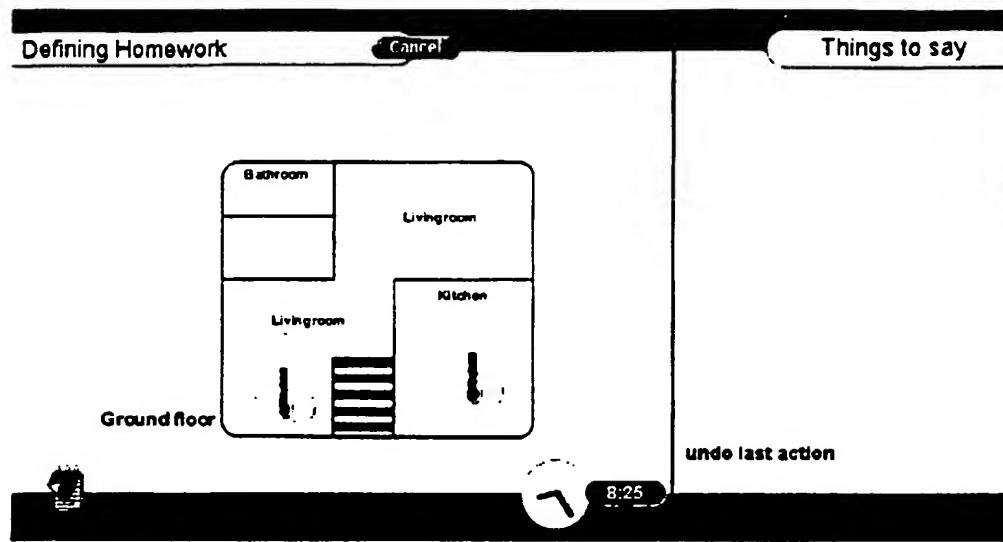 Defining Homework
Cancel
Things to say
Bathroom
Livingroom
Kitchen
Livingroom
Ground floor
undo last action
8:25